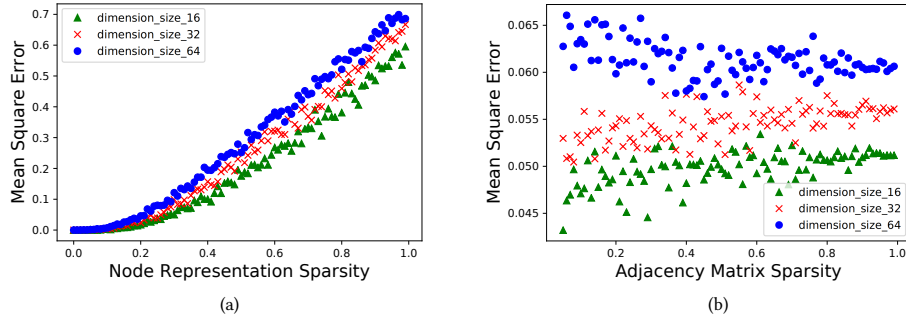 dimension_size_16
dimension_size_32
dimension_size_64
Mean Square Error
0.7
0.6
0.5
0.4
0.3
0.2
0.1
0.0
0.0 0.2 0.4 0.6 0.8 1.0
Node Representation Sparsity
(a)
Mean Square Error
0.065
0.060
0.055
0.050
0.045
dimension_size_16
dimension_size_32
dimension_size_64
0.2 0.4 0.6 0.8 1.0
Adjacency Matrix Sparsity
(b)